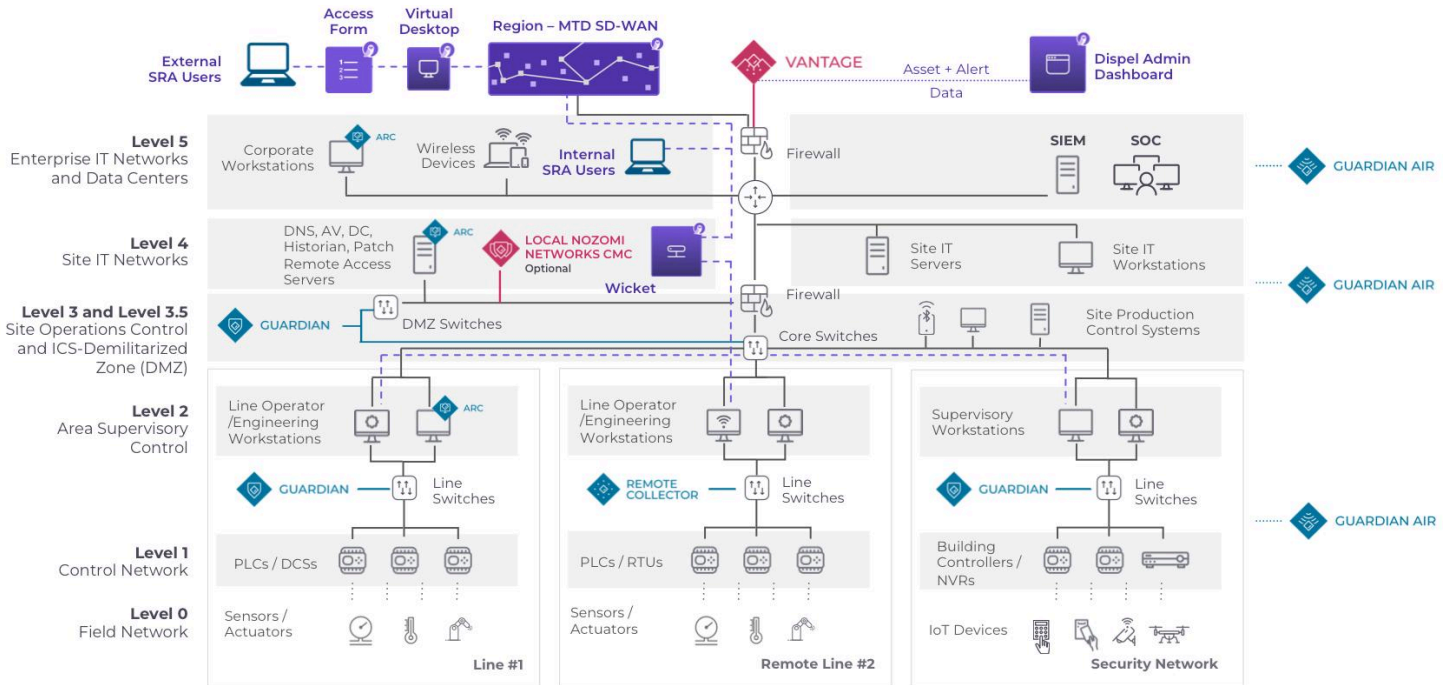 Access
Form
Virtual
Desktop
Region – MTD SD-WAN
External
SRA Users
1
2
3
VANTAGE
Asset + Alert
Data
Dispel Admin
Dashboard
Level 5
Enterprise IT Networks
and Data Centers
Corporate
Workstations
ARC
Wireless
Devices
Internal
SRA Users
Firewall
SIEM
SOC
GUARDIAN AIR
Level 4
Site IT Networks
DNS, AV, DC,
Historian, Patch
Remote Access
Servers
ARC
LOCAL NOZOMI
NETWORKS CMC
Optional
Wicket
Site IT
Servers
Site IT
Workstations
GUARDIAN AIR
Level 3 and Level 3.5
Site Operations Control
and ICS-Demilitarized
Zone (DMZ)
GUARDIAN
DMZ Switches
Firewall
Core Switches
Site Production
Control Systems
Level 2
Area Supervisory
Control
Line Operator
/Engineering
Workstations
ARC
Line Operator
/Engineering
Workstations
Supervisory
Workstations
GUARDIAN
Line
Switches
REMOTE
COLLECTOR
Line
Switches
GUARDIAN
Line
Switches
GUARDIAN AIR
Level 1
Control Network
PLCs / DCSs
PLCs / RTUs
Building
Controllers /
NVRs
Level 0
Field Network
Sensors /
Actuators
Sensors /
Actuators
IoT Devices
Line #1
Remote Line #2
Security Network